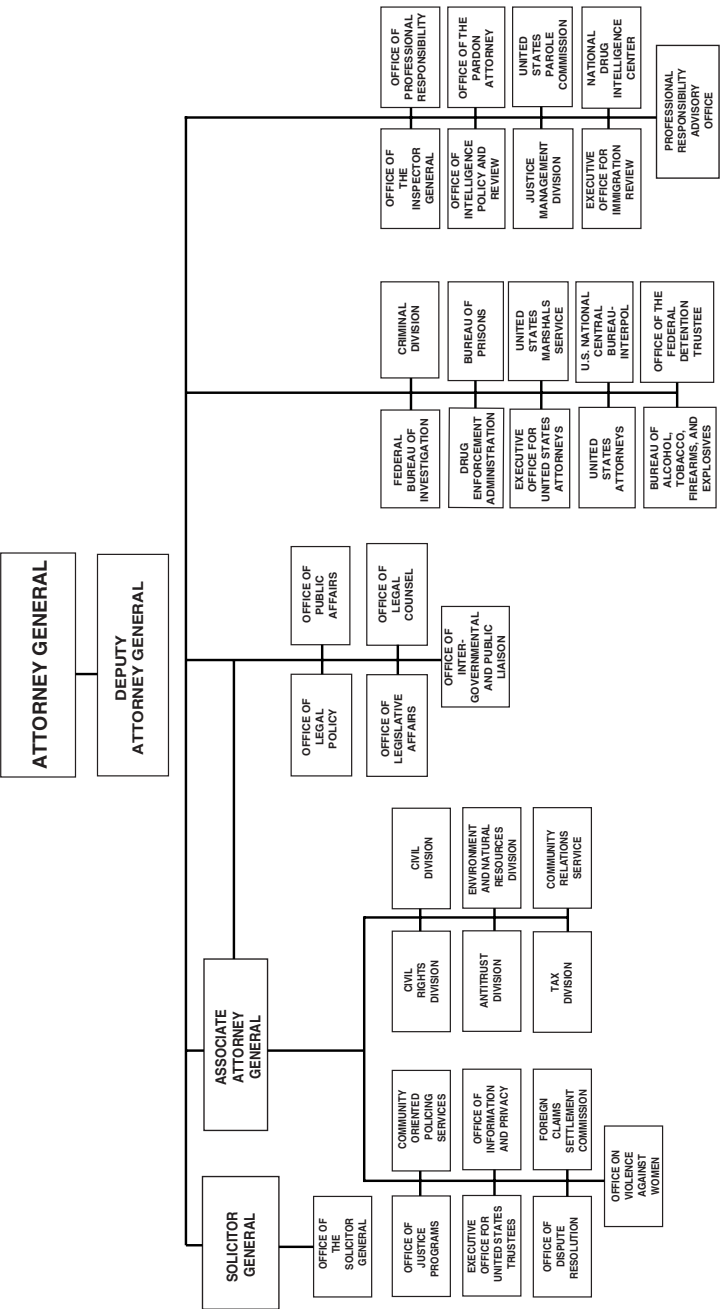 ATTORNEY GENERAL
DEPUTY
ATTORNEY GENERAL
SOLICITOR
GENERAL
OFFICE OF
THE
SOLICITOR
GENERAL
ASSOCIATE
ATTORNEY
GENERAL
OFFICE OF
JUSTICE
PROGRAMS
COMMUNITY
ORIENTED
POLICING
SERVICES
EXECUTIVE
OFFICE FOR
UNITED STATES
TRUSTEES
OFFICE OF
INFORMATION
AND PRIVACY
OFFICE OF
DISPUTE
RESOLUTION
FOREIGN
CLAIMS
SETTLEMENT
COMMISSION
OFFICE ON
VIOLENCE
AGAINST
WOMEN
CIVIL
RIGHTS
DIVISION
CIVIL
DIVISION
ANTITRUST
DIVISION
ENVIRONMENT
AND NATURAL
RESOURCES
DIVISION
TAX
DIVISION
COMMUNITY
RELATIONS
SERVICE
OFFICE OF
LEGAL
POLICY
OFFICE OF
PUBLIC
AFFAIRS
OFFICE OF
LEGISLATIVE
AFFAIRS
OFFICE OF
LEGAL
COUNSEL
OFFICE OF
INTER-
GOVERNMENTAL
AND PUBLIC
LIAISON
FEDERAL
BUREAU OF
INVESTIGATION
CRIMINAL
DIVISION
DRUG
ENFORCEMENT
ADMINISTRATION
BUREAU OF
PRISONS
EXECUTIVE
OFFICE FOR
UNITED STATES
ATTORNEYS
UNITED
STATES
MARSHALS
SERVICE
UNITED
STATES
ATTORNEYS
U.S. NATIONAL
CENTRAL
BUREAU-
INTERPOL
BUREAU OF
ALCOHOL,
TOBACCO,
FIREARMS, AND
EXPLOSIVES
OFFICE OF THE
FEDERAL
DETENTION
TRUSTEE
OFFICE OF
THE
INSPECTOR
GENERAL
OFFICE OF
PROFESSIONAL
RESPONSIBILITY
OFFICE OF
INTELLIGENCE
POLICY AND
REVIEW
OFFICE OF THE
PARDON
ATTORNEY
JUSTICE
MANAGEMENT
DIVISION
UNITED
STATES
PAROLE
COMMISSION
EXECUTIVE
OFFICE FOR
IMMIGRATION
REVIEW
NATIONAL
DRUG
INTELLIGENCE
CENTER
PROFESSIONAL
RESPONSIBILITY
ADVISORY
OFFICE